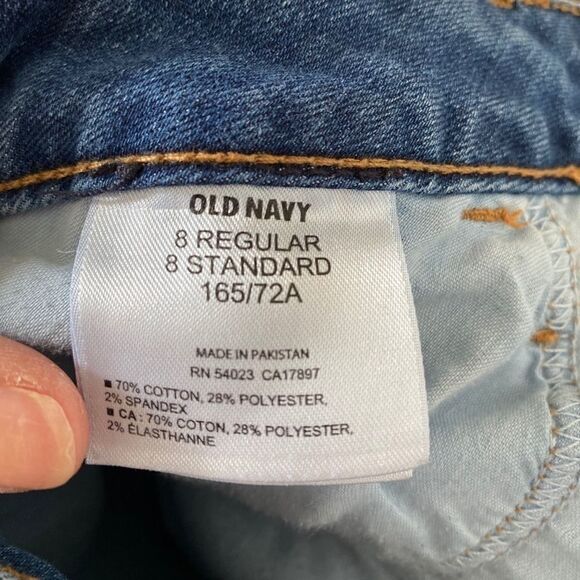 OLD NAVY
8 REGULAR
8 STANDARD
165/72A
MADE IN PAKISTAN
RN 54023 CA17897
■ 70% COTTON, 28% POLYESTER,
2% SPANDEX
■ CA : 70% COTON, 28% POLYESTER,
2% ÉLASTHANNE